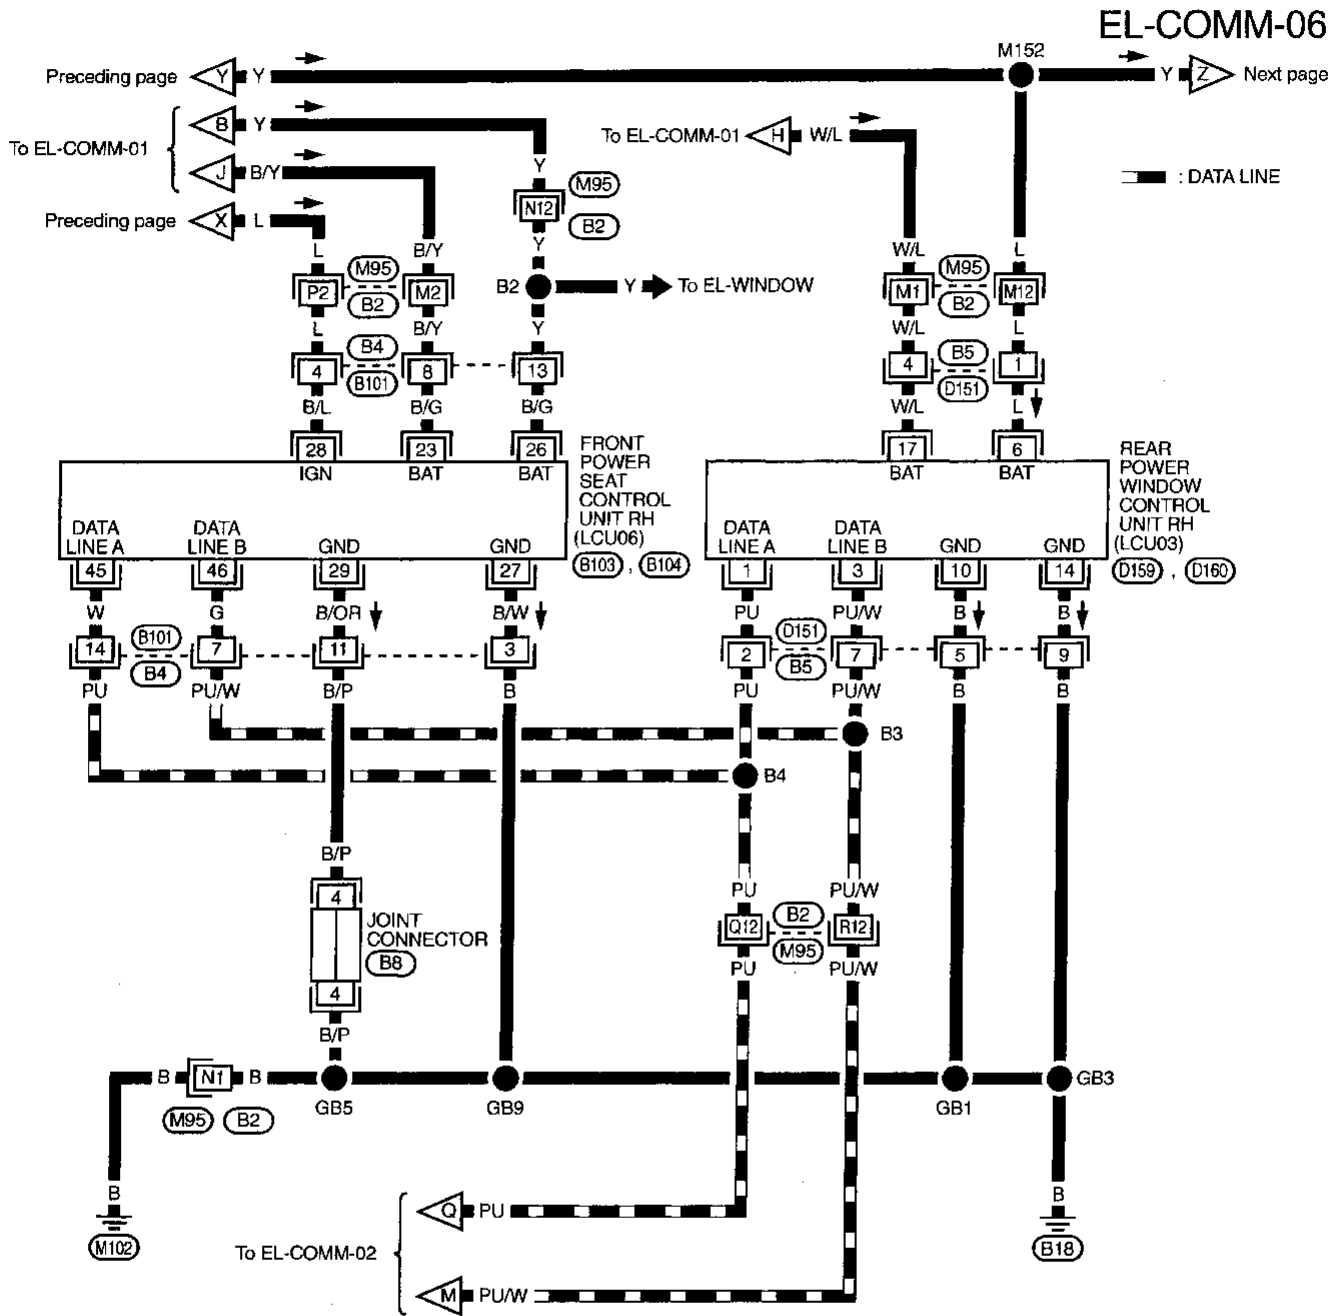 EL-COMM-06
M152
Preceding page Y Y Y Z Next page
B Y
To EL-COMM-01
To EL-COMM-01 H W/L
J B/Y
Y
M95
: DATA LINE
N12
Preceding page X L
B2
L B/Y Y W/L L
M95 M95
P2 M2 B2 Y To EL-WINDOW M1 M12
B2 B2
L B/Y Y W/L L
B4 B5
4 8 13 4 1
B101 D151
B/L B/G B/G W/L L
28 23 26 17 6
IGN BAT BAT BAT BAT
FRONT
POWER
SEAT
CONTROL
UNIT RH
(LCU06)
B103 , B104
REAR
POWER
WINDOW
CONTROL
UNIT RH
(LCU03)
D159 , D160
DATA LINE A DATA LINE B GND GND
DATA LINE A DATA LINE B GND GND
45 46 29 27 1 3 10 14
W G B/OR B/W PU PU/W B B
B101 D151
14 7 11 3 2 7 5 9
B4 B5
PU PU/W B/P B PU PU/W B B
B3
B4
B/P PU PU/W
4 Q12 B2 R12
JOINT
CONNECTOR M95
B8
PU PU/W
4
B/P
B N1 B GB3
GB5 GB9 GB1
M95 B2
B B
M102 B18
Q PU
To EL-COMM-02
M PU/W